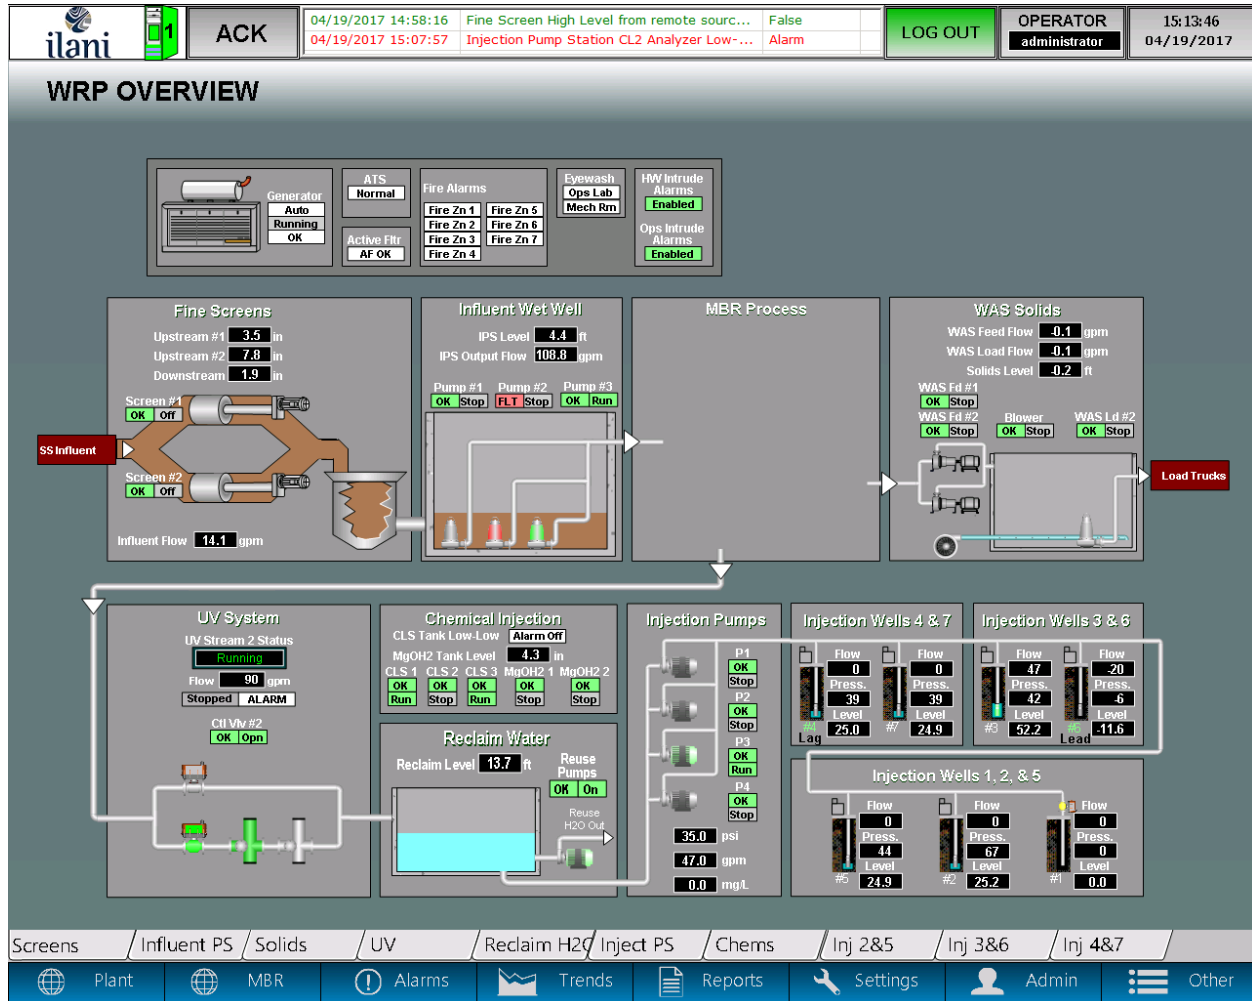 ilani
1
ACK
04/19/2017 14:58:16 Fine Screen High Level from remote sourc... False
04/19/2017 15:07:57 Injection Pump Station CL2 Analyzer Low-... Alarm
LOG OUT
OPERATOR
administrator
15:13:46
04/19/2017
WRP OVERVIEW
Generator
Auto
Running
OK
ATS
Normal
Active Fltr
AF OK
Fire Alarms
Fire Zn 1 Fire Zn 5
Fire Zn 2 Fire Zn 6
Fire Zn 3 Fire Zn 7
Fire Zn 4
Eyewash
Ops Lab
Mech Rm
HW Intrude
Alarms
Enabled
Ops Intrude
Alarms
Enabled
Fine Screens
Upstream #1 3.5 in
Upstream #2 7.8 in
Downstream 1.9 in
Screen #1
OK Off
SS Influent
Screen #2
OK Off
Influent Flow 14.1 gpm
Influent Wet Well
IPS Level 4.4 ft
IPS Output Flow 108.8 gpm
Pump #1 Pump #2 Pump #3
OK Stop FLT Stop OK Run
MBR Process
WAS Solids
WAS Feed Flow -0.1 gpm
WAS Load Flow -0.1 gpm
Solids Level -0.2 ft
WAS Fd #1
OK Stop
WAS Fd #2 Blower WAS Ld #2
OK Stop OK Stop OK Stop
Load Trucks
UV System
UV Stream 2 Status
Running
Flow 90 gpm
Stopped ALARM
Ctl Vlv #2
OK Opn
Chemical Injection
CLS Tank Low-Low Alarm Off
MgOH2 Tank Level 4.3 in
CLS 1 CLS 2 CLS 3 MgOH2 1 MgOH2 2
OK OK OK OK OK
Run Stop Run Stop Stop
Reclaim Water
Reclaim Level 13.7 ft
Reuse
Pumps
OK On
Reuse
H2O Out
Injection Pumps
P1
OK
Stop
P2
OK
Stop
P3
OK
Run
P4
OK
Stop
35.0 psi
47.0 gpm
0.0 mg/L
Injection Wells 4 & 7
Flow Flow
0 0
Press. Press.
39 39
Level Level
#4 25.0 #7 24.9
Lag
Injection Wells 3 & 6
Flow Flow
47 -20
Press. Press.
42 -6
Level Level
#3 52.2 #6 -11.6
Lead
Injection Wells 1, 2, & 5
Flow Flow Flow
0 0 0
Press. Press. Press.
44 67 0
Level Level Level
#5 24.9 #2 25.2 #1 0.0
Screens Influent PS Solids UV Reclaim H2O Inject PS Chems Inj 2&5 Inj 3&6 Inj 4&7
Plant MBR Alarms Trends Reports Settings Admin Other